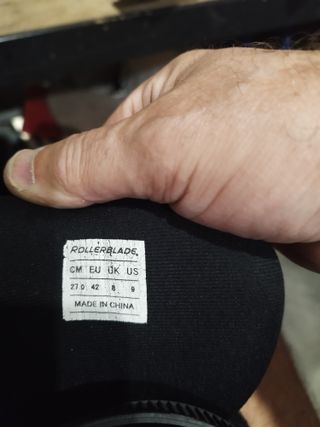 ROLLERBLADE.
CM EU UK US
27.0 42 8 9
MADE IN CHINA